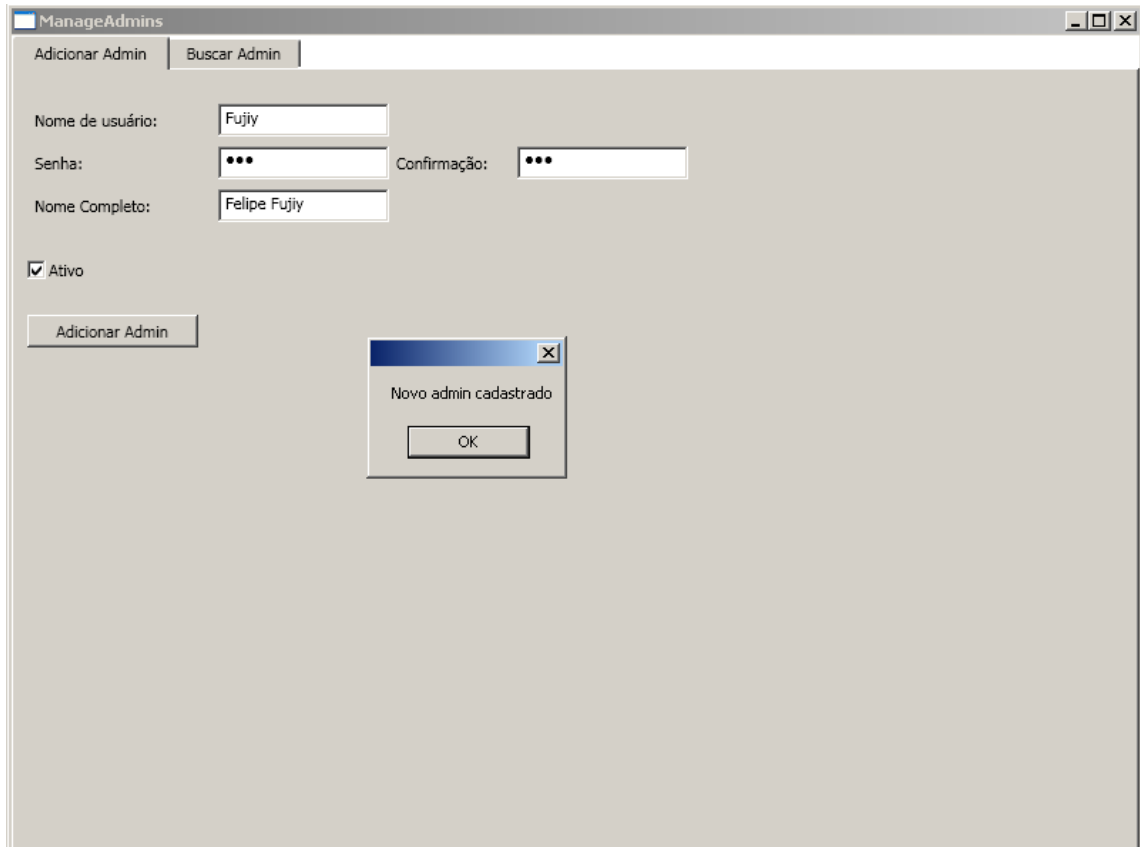 ManageAdmins
Adicionar Admin Buscar Admin
Nome de usuário: Fujiy
Senha: ●●● Confirmação: ●●●
Nome Completo: Felipe Fujiy
Ativo
Adicionar Admin
Novo admin cadastrado
OK